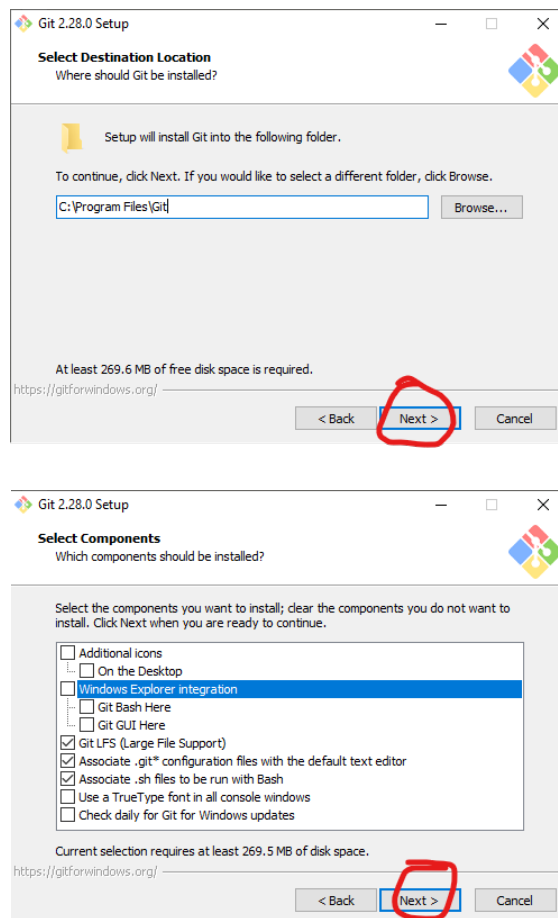 Git 2.28.0 Setup
Select Destination Location
Where should Git be installed?
Setup will install Git into the following folder.
To continue, click Next. If you would like to select a different folder, click Browse.
C:\Program Files\Git
Browse...
At least 269.6 MB of free disk space is required.
https://gitforwindows.org/
< Back
Next >
Cancel
Git 2.28.0 Setup
Select Components
Which components should be installed?
Select the components you want to install; clear the components you do not want to
install. Click Next when you are ready to continue.
Additional icons
On the Desktop
Windows Explorer integration
Git Bash Here
Git GUI Here
Git LFS (Large File Support)
Associate .git* configuration files with the default text editor
Associate .sh files to be run with Bash
Use a TrueType font in all console windows
Check daily for Git for Windows updates
Current selection requires at least 269.5 MB of disk space.
https://gitforwindows.org/
< Back
Next >
Cancel